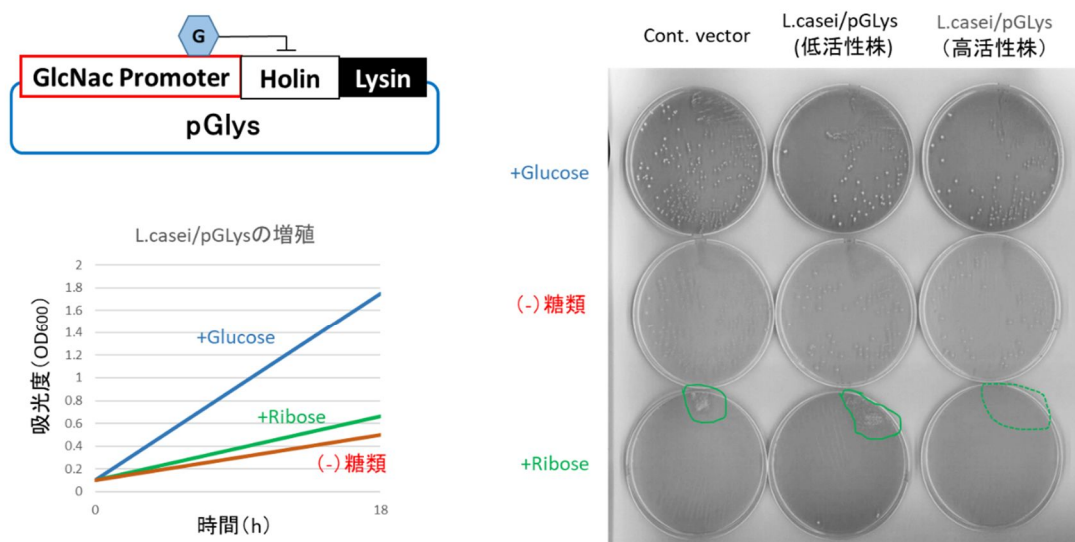 G
GlcNac Promoter
Holin
Lysin
pGlys
L.casei/pGLysの増殖
吸光度(OD600)
2
1.8
1.6
1.4
1.2
1
0.8
0.6
0.4
0.2
0
+Glucose
+Ribose
(-)糖類
0
18
時間(h)
Cont. vector
L.casei/pGLys
(低活性株)
L.casei/pGLys
(高活性株)
+Glucose
(-)糖類
+Ribose